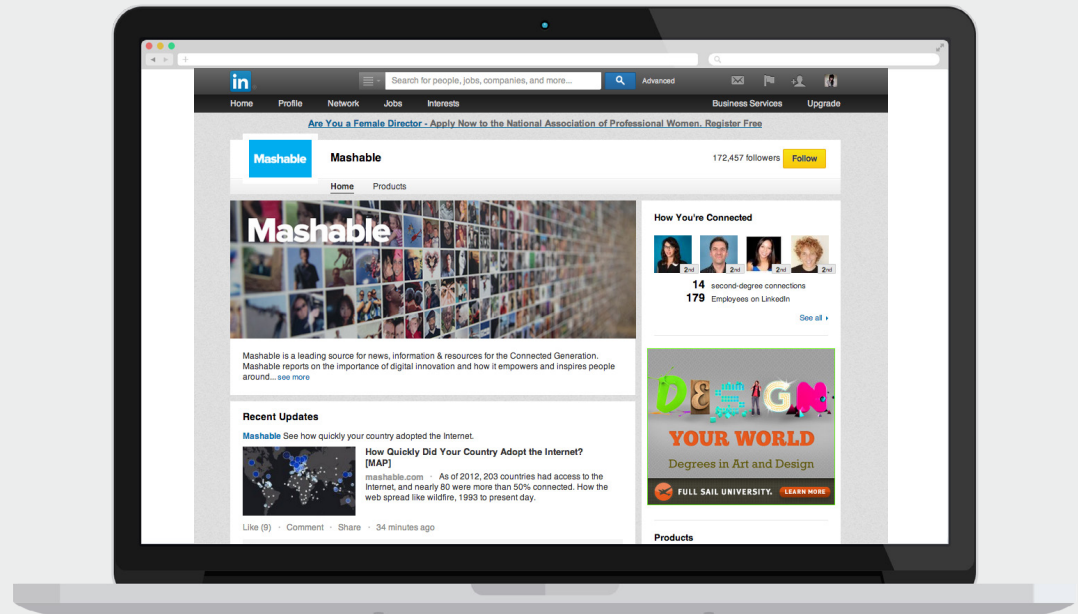 in
Search for people, jobs, companies, and more...
Advanced
Home Profile Network Jobs Interests Business Services Upgrade
Are You a Female Director - Apply Now to the National Association of Professional Women. Register Free
Mashable
Mashable
172,457 followers
Follow
Home Products
Mashable
Mashable is a leading source for news, information & resources for the Connected Generation.
Mashable reports on the importance of digital innovation and how it empowers and inspires people
around... see more
Recent Updates
Mashable See how quickly your country adopted the Internet.
How Quickly Did Your Country Adopt the Internet?
[MAP]
mashable.com · As of 2012, 203 countries had access to the
Internet, and nearly 80 were more than 50% connected. How the
web spread like wildfire, 1993 to present day.
Like (9) · Comment · Share · 34 minutes ago
How You're Connected
2nd 2nd 2nd 2nd
14 second-degree connections
179 Employees on LinkedIn
See all
DESIGN
YOUR WORLD
Degrees in Art and Design
FULL SAIL UNIVERSITY.
LEARN MORE
Products